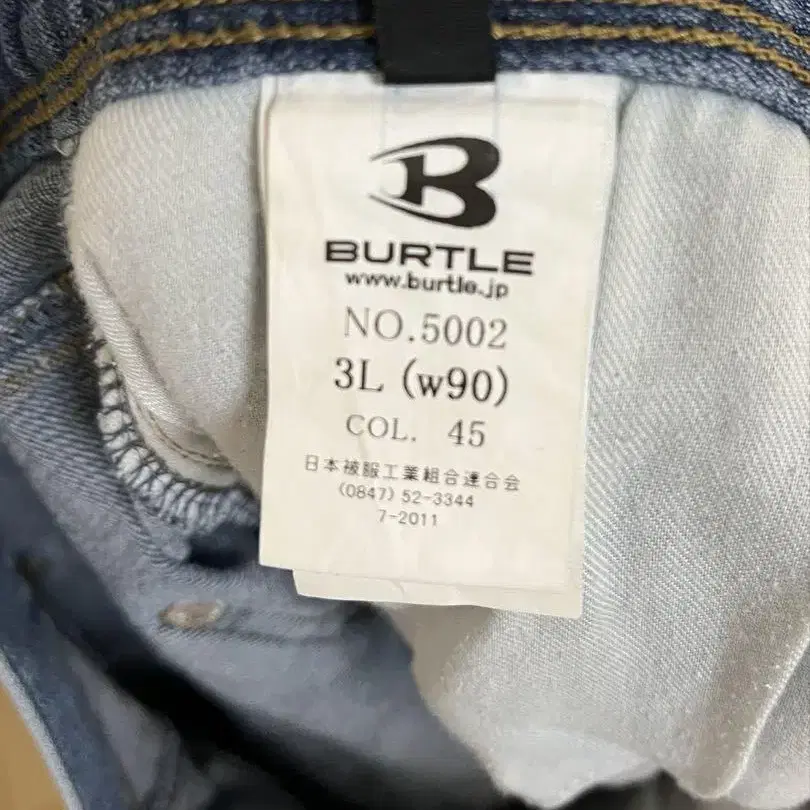 BURTLE
www.burtle.jp
NO.5002
3L (w90)
COL. 45
日本被服工業組合連合会
(0847) 52-3344
7-2011